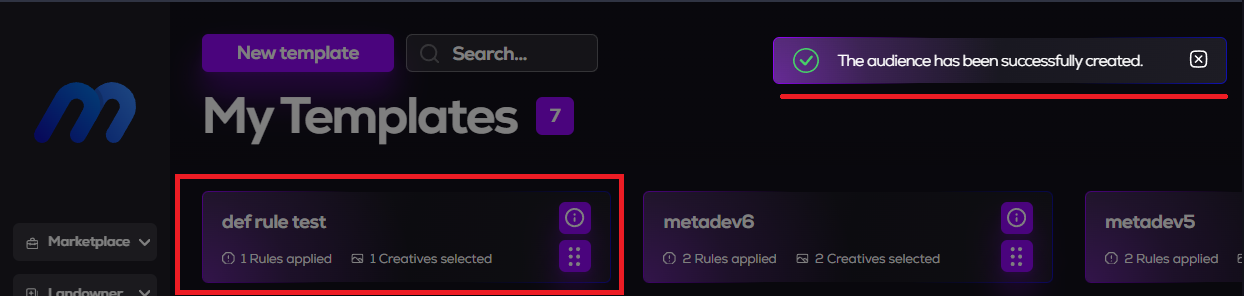 New template
Search...
The audience has been successfully created.
My Templates
7
def rule test
1 Rules applied
1 Creatives selected
metadev6
2 Rules applied
2 Creatives selected
metadev5
2 Rules applied
Marketplace
Landowner